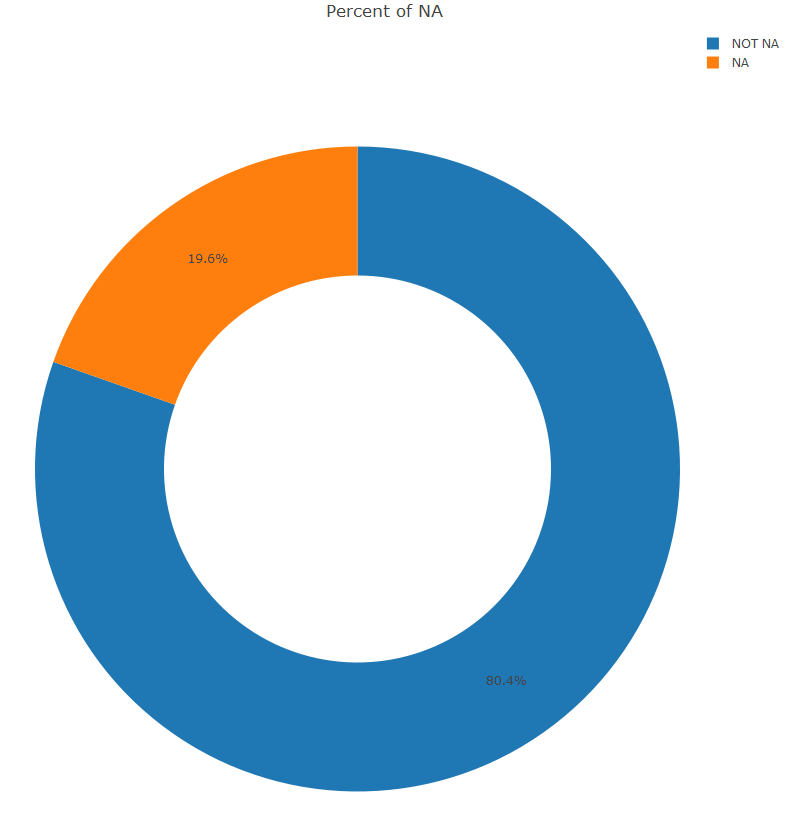 Percent of NA
NOT NA
NA
19.6%
80.4%